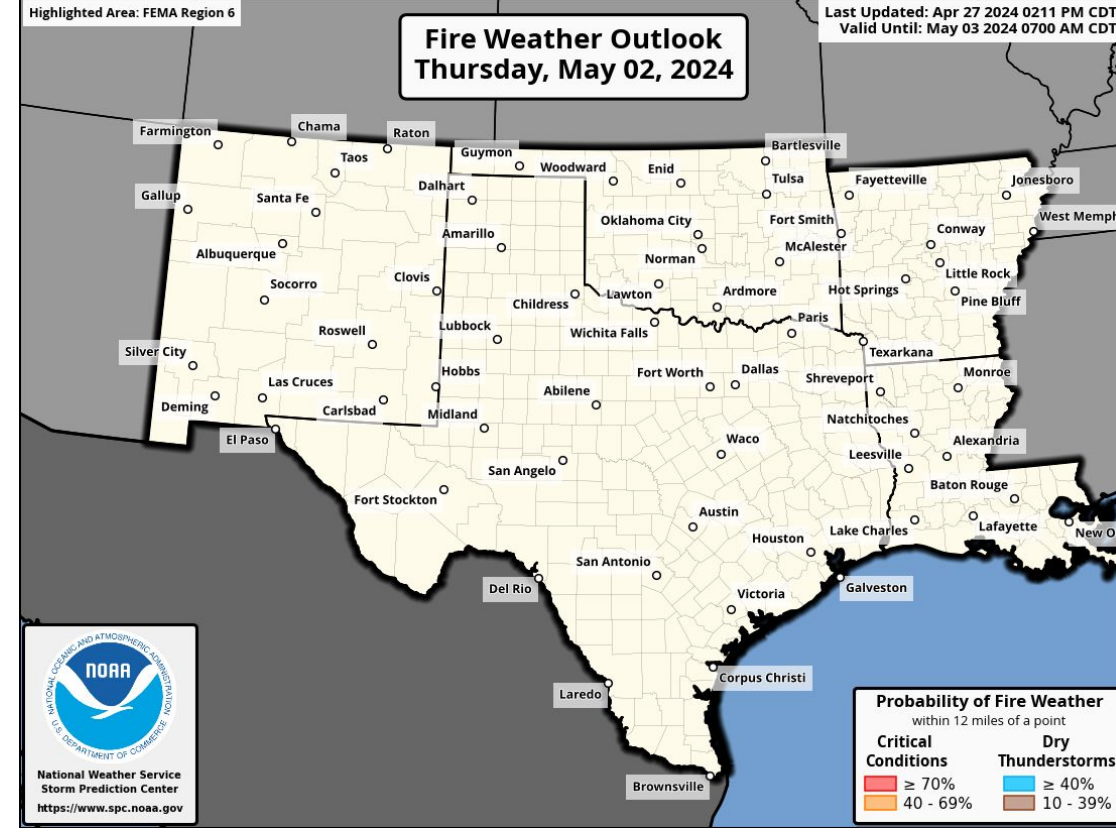 Highlighted Area: FEMA Region 6
Last Updated: Apr 27 2024 0211 PM CDT
Valid Until: May 03 2024 0700 AM CDT
Fire Weather Outlook
Thursday, May 02, 2024
Farmington
Chama
Raton
Taos
Guymon
Woodward
Enid
Bartlesville
Tulsa
Fayetteville
Jonesboro
Gallup
Santa Fe
Dalhart
Oklahoma City
Fort Smith
West Memph
Amarillo
Conway
Albuquerque
Norman
McAlester
Socorro
Clovis
Childress
Lawton
Ardmore
Hot Springs
Little Rock
Pine Bluff
Roswell
Lubbock
Wichita Falls
Paris
Silver City
Texarkana
Las Cruces
Hobbs
Fort Worth
Dallas
Shreveport
Monroe
Deming
Carlsbad
Midland
Abilene
Natchitoches
El Paso
Waco
Alexandria
San Angelo
Leesville
Fort Stockton
Baton Rouge
Austin
Houston
Lake Charles
Lafayette
New O
San Antonio
Del Rio
Victoria
Galveston
Laredo
Corpus Christi
Brownsville
NATIONAL OCEANIC AND ATMOSPHERIC ADMINISTRATION
NOAA
U.S. DEPARTMENT OF COMMERCE
National Weather Service
Storm Prediction Center
https://www.spc.noaa.gov
Probability of Fire Weather
within 12 miles of a point
Critical Conditions
≥ 70%
40 - 69%
Dry Thunderstorms
≥ 40%
10 - 39%